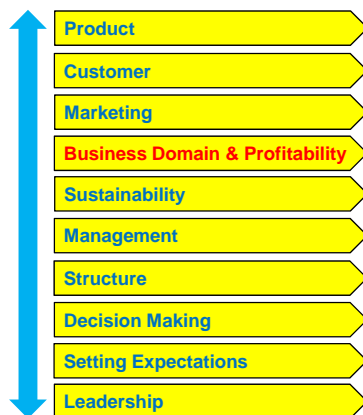 Product
Customer
Marketing
Business Domain & Profitability
Sustainability
Management
Structure
Decision Making
Setting Expectations
Leadership